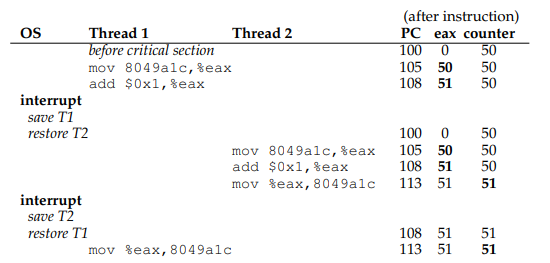 (after instruction)
OS Thread 1 Thread 2 PC eax counter
before critical section 100 0 50
mov 8049a1c,%eax 105 50 50
add $0x1,%eax 108 51 50
interrupt
save T1
restore T2 100 0 50
mov 8049a1c,%eax 105 50 50
add $0x1,%eax 108 51 50
mov %eax,8049a1c 113 51 51
interrupt
save T2
restore T1 108 51 51
mov %eax,8049a1c 113 51 51